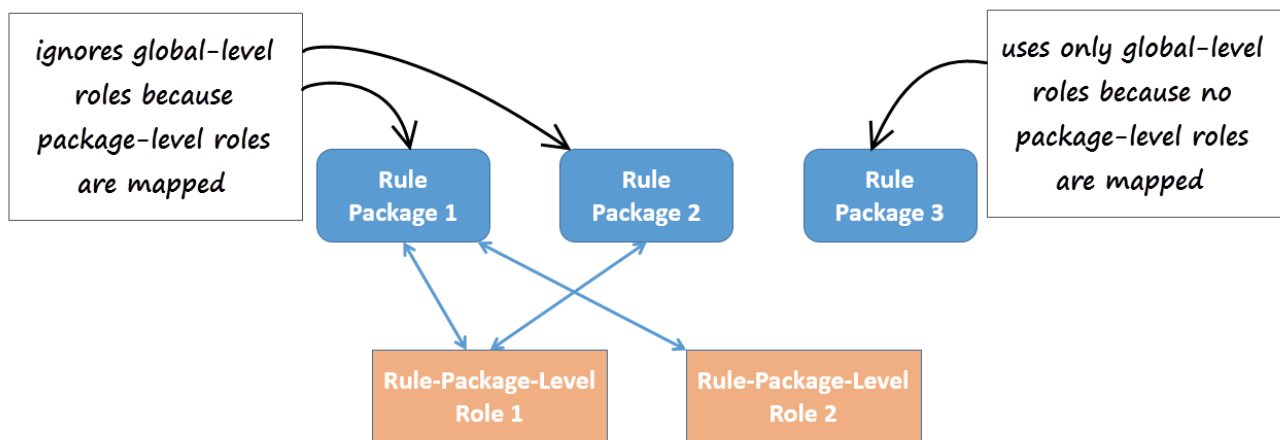 ignores global-level
roles because
package-level roles
are mapped
uses only global-level
roles because no
package-level roles
are mapped
Rule
Package 1
Rule
Package 2
Rule
Package 3
Rule-Package-Level
Role 1
Rule-Package-Level
Role 2